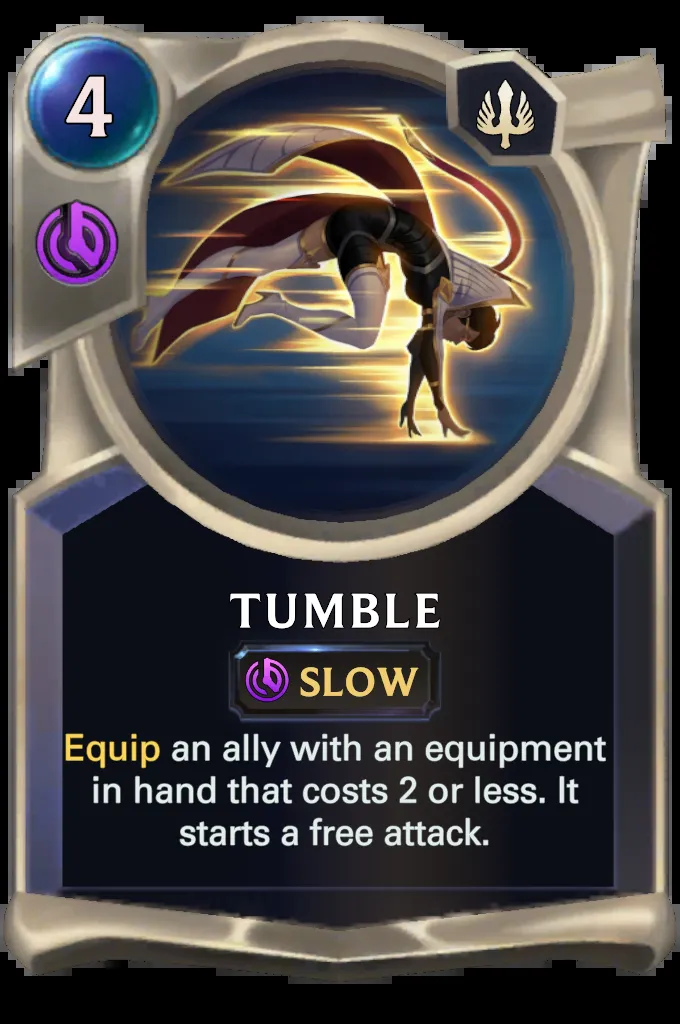 4
TUMBLE
SLOW
Equip an ally with an equipment
in hand that costs 2 or less. It
starts a free attack.